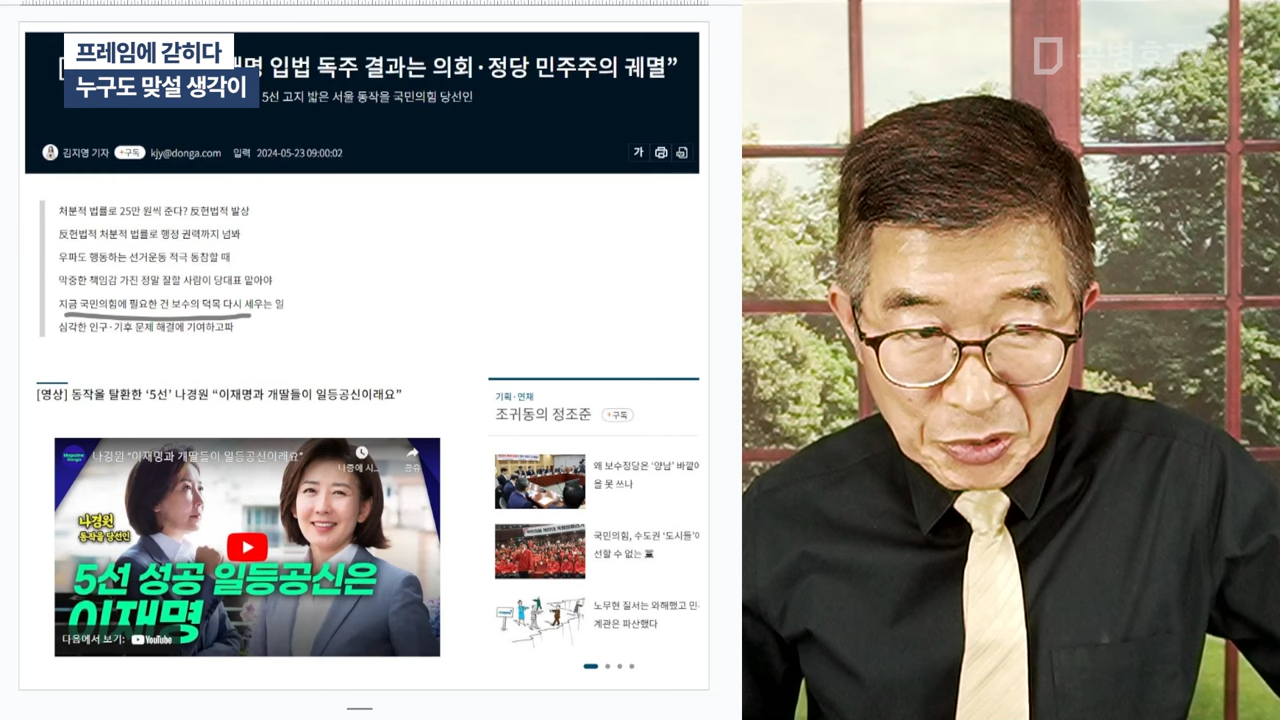 프레임에 갇히다
누구도 맞설 생각이
입법 독주 결과는 의회·정당 민주주의 궤멸”
5선 고지 밟은 서울 동작을 국민의힘 당선인
김지영 기자 +구독 kjy@donga.com 입력 2024-05-23 09:00:02
가
처분적 법률로 25만 원씩 준다? 反헌법적 발상
反헌법적 처분적 법률로 행정 권력까지 넘봐
우파도 행동하는 선거운동 적극 동참할 때
막중한 책임감 가진 정말 잘할 사람이 당대표 맡아야
지금 국민의힘에 필요한 건 보수의 덕목 다시 세우는 일
심각한 인구·기후 문제 해결에 기여하고파
[영상] 동작을 탈환한 ‘5선’ 나경원 “이재명과 개딸들이 일등공신이래요”
나경원 “이재명과 개딸들이 일등공신이래요”
나중에 시...
공유
나경원
동작을 당선인
5선 성공 일등공신은
이재명
다음에서 보기: YouTube
기획·연재
조귀동의 정조준 +구독
왜 보수정당은 ‘양남’ 바깥
을 못 쓰나
국민의힘, 수도권 ‘도시들’
선할 수 없는
노무현 질서는 와해했고 민
계관은 파산했다
공병호